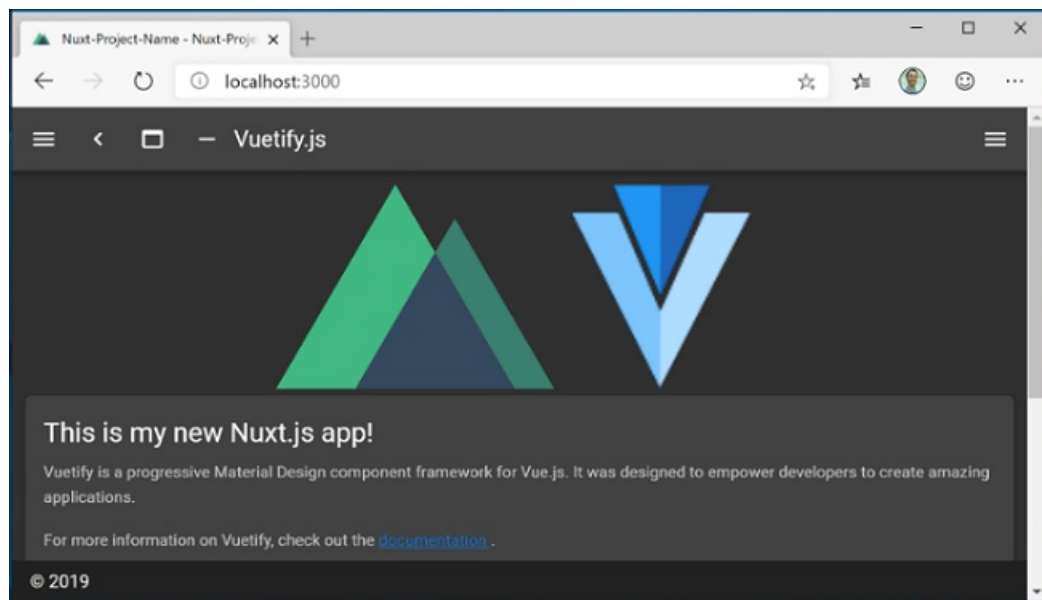 Nuxt-Project-Name - Nuxt-Proje
localhost:3000
Vuetify.js
This is my new Nuxt.js app!
Vuetify is a progressive Material Design component framework for Vue.js. It was designed to empower developers to create amazing
applications.
For more information on Vuetify, check out the documentation .
© 2019